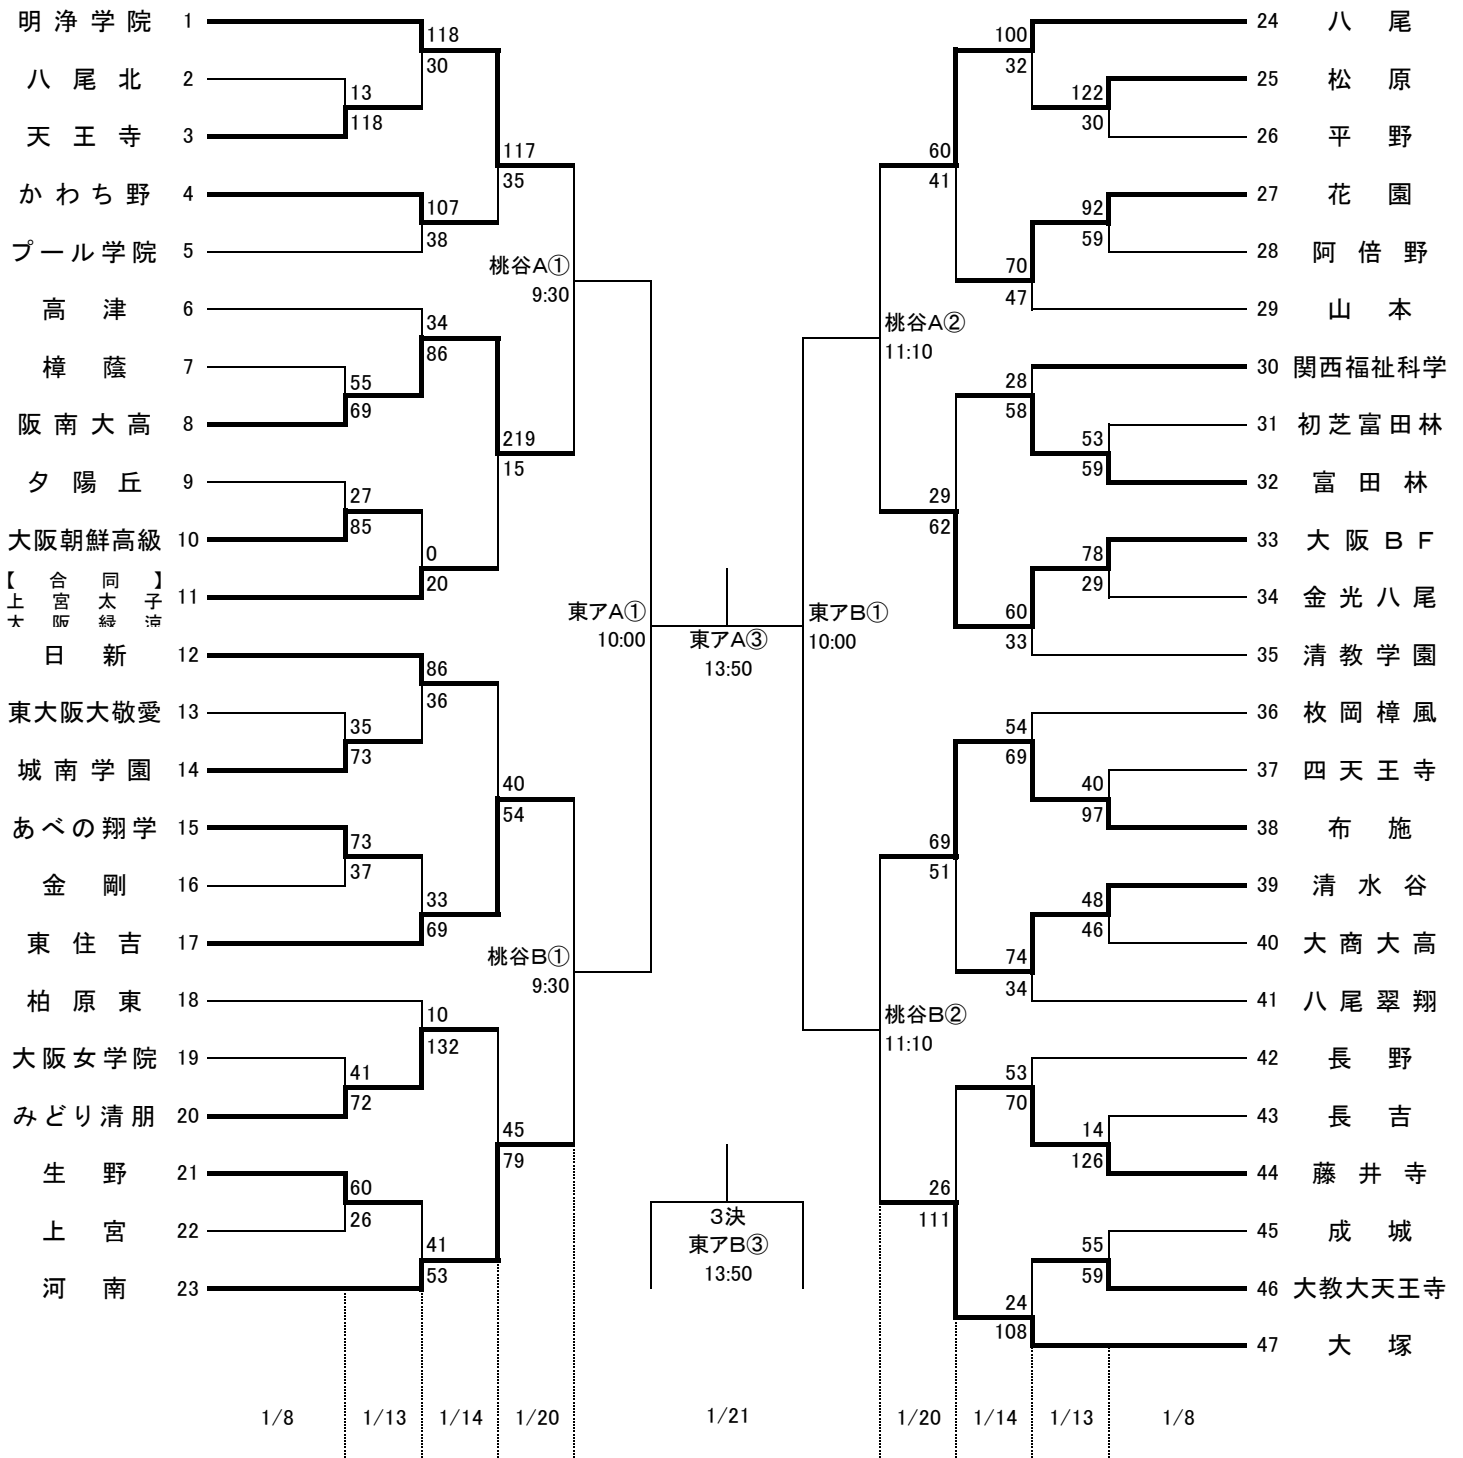 明浄学院 1
八尾北 2
天王寺 3
かわち野 4
プール学院 5
高津 6
樟蔭 7
阪南大高 8
夕陽丘 9
大阪朝鮮高級 10
【合同】
上宮太子 11
大阪緑涼
日新 12
東大阪大敬愛 13
城南学園 14
あべの翔学 15
金剛 16
東住吉 17
柏原東 18
大阪女学院 19
みどり清朋 20
生野 21
上宮 22
河南 23
13
118
55
69
27
85
35
73
73
37
41
72
60
26
118
30
107
38
34
86
0
20
86
36
33
69
10
132
41
53
117
35
219
15
40
54
45
79
桃谷A①
9:30
桃谷B①
9:30
東アA①
10:00
東アA③
13:50
3決
東アB③
13:50
東アB①
10:00
桃谷A②
11:10
桃谷B②
11:10
60
41
29
62
69
51
26
111
100
32
70
47
28
58
60
33
54
69
74
34
53
70
24
108
122
30
92
59
53
59
78
29
40
97
48
46
14
126
55
59
24 八尾
25 松原
26 平野
27 花園
28 阿倍野
29 山本
30 関西福祉科学
31 初芝富田林
32 富田林
33 大阪BF
34 金光八尾
35 清教学園
36 枚岡樟風
37 四天王寺
38 布施
39 清水谷
40 大商大高
41 八尾翠翔
42 長野
43 長吉
44 藤井寺
45 成城
46 大教大天王寺
47 大塚
1/8 1/13 1/14 1/20 1/21 1/20 1/14 1/13 1/8